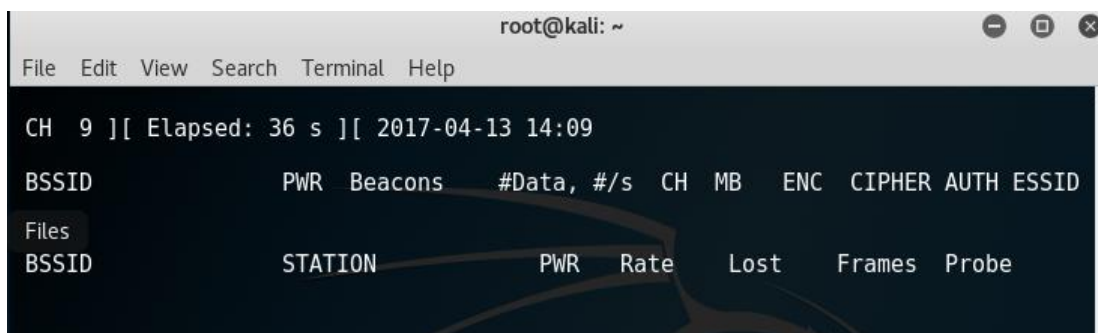 root@kali: ~
File Edit View Search Terminal Help
CH 9 ][ Elapsed: 36 s ][ 2017-04-13 14:09
BSSID PWR Beacons #Data, #/s CH MB ENC CIPHER AUTH ESSID
Files
BSSID STATION PWR Rate Lost Frames Probe